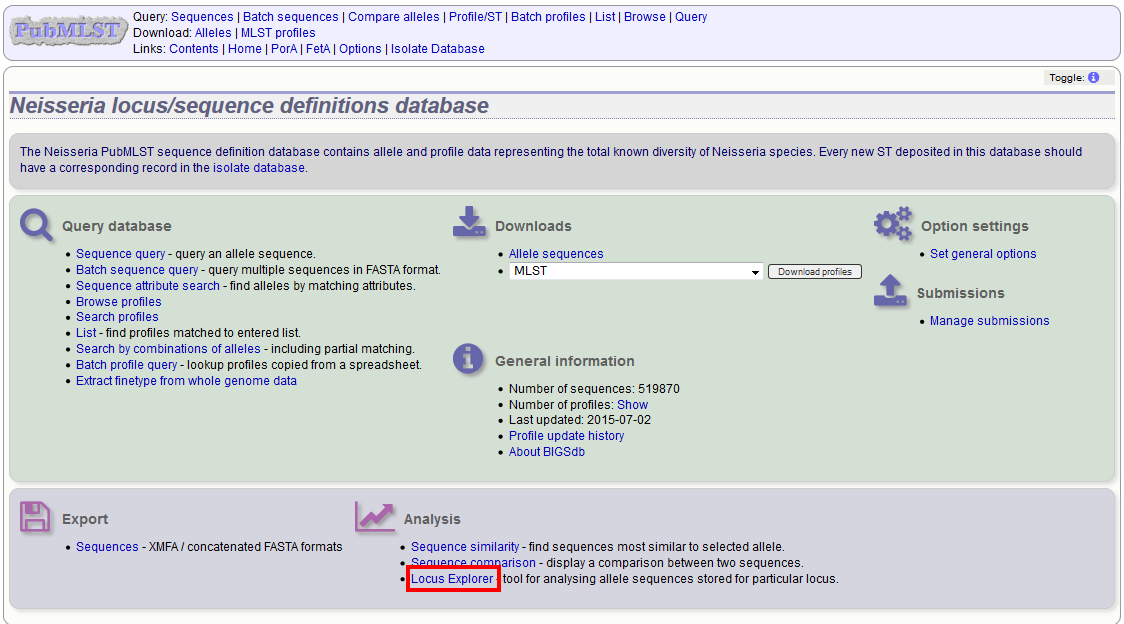 PubMLST
Query: Sequences | Batch sequences | Compare alleles | Profile/ST | Batch profiles | List | Browse | Query
Download: Alleles | MLST profiles
Links: Contents | Home | PorA | FetA | Options | Isolate Database
Toggle: i
Neisseria locus/sequence definitions database
The Neisseria PubMLST sequence definition database contains allele and profile data representing the total known diversity of Neisseria species. Every new ST deposited in this database should
have a corresponding record in the isolate database.
Query database
• Sequence query - query an allele sequence.
• Batch sequence query - query multiple sequences in FASTA format.
• Sequence attribute search - find alleles by matching attributes.
• Browse profiles
• Search profiles
• List - find profiles matched to entered list.
• Search by combinations of alleles - including partial matching.
• Batch profile query - lookup profiles copied from a spreadsheet.
• Extract finetype from whole genome data
Downloads
• Allele sequences
• MLST Download profiles
General information
• Number of sequences: 519870
• Number of profiles: Show
• Last updated: 2015-07-02
• Profile update history
• About BIGSdb
Option settings
• Set general options
Submissions
• Manage submissions
Export
• Sequences - XMFA / concatenated FASTA formats
Analysis
• Sequence similarity - find sequences most similar to selected allele.
• Sequence comparison - display a comparison between two sequences.
• Locus Explorer - tool for analysing allele sequences stored for particular locus.